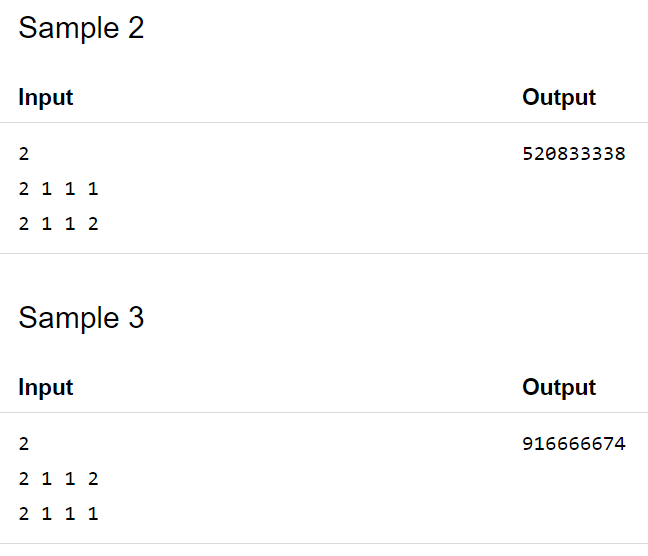 Sample 2
Input Output
2 520833338
2 1 1 1
2 1 1 2
Sample 3
Input Output
2 916666674
2 1 1 2
2 1 1 1